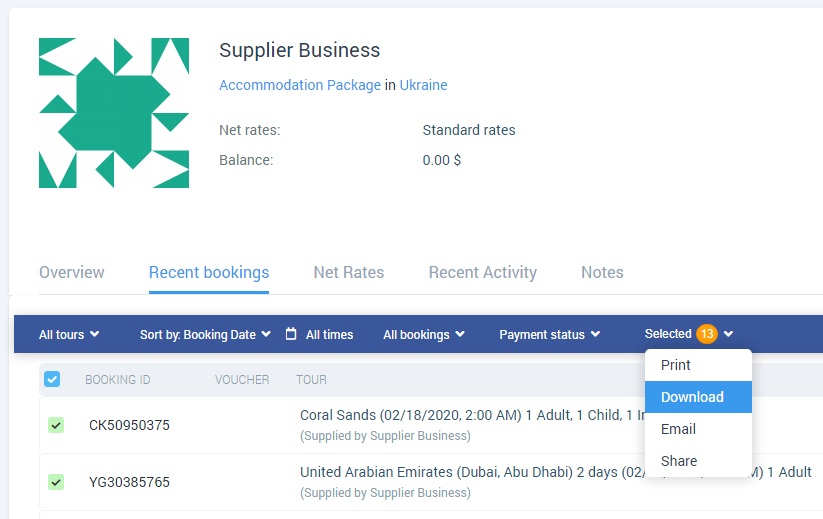 Supplier Business
Accommodation Package in Ukraine
Net rates: Standard rates
Balance: 0.00 $
Overview Recent bookings Net Rates Recent Activity Notes
All tours Sort by: Booking Date All times All bookings Payment status Selected 13
Print
Download
Email
Share
BOOKING ID VOUCHER TOUR
CK50950375 Coral Sands (02/18/2020, 2:00 AM) 1 Adult, 1 Child, 1
(Supplied by Supplier Business)
YG30385765 United Arabian Emirates (Dubai, Abu Dhabi) 2 days (02/ M) 1 Adult
(Supplied by Supplier Business)